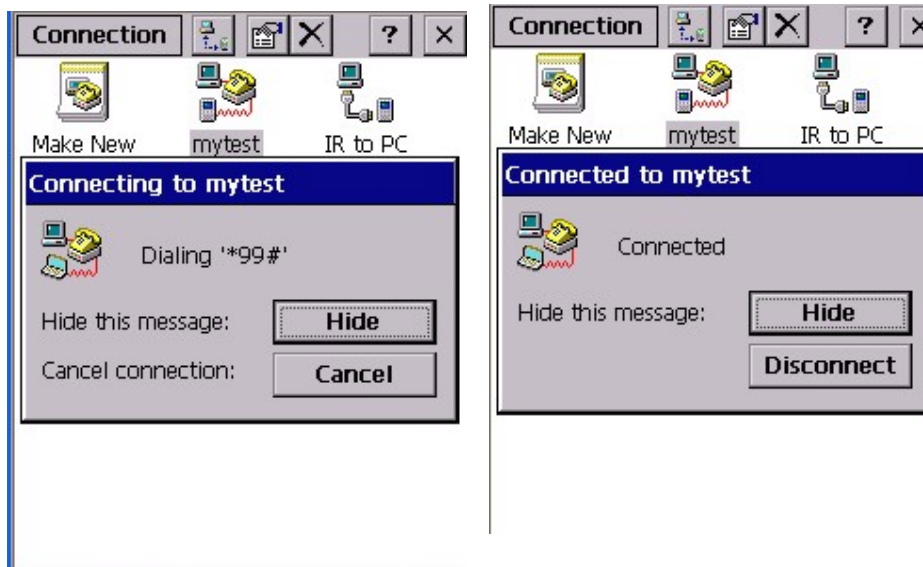 Connection ? ×
Make New mytest IR to PC
Connecting to mytest
Dialing '*99#'
Hide this message: Hide
Cancel connection: Cancel
Connection ? ×
Make New mytest IR to PC
Connected to mytest
Connected
Hide this message: Hide
Disconnect